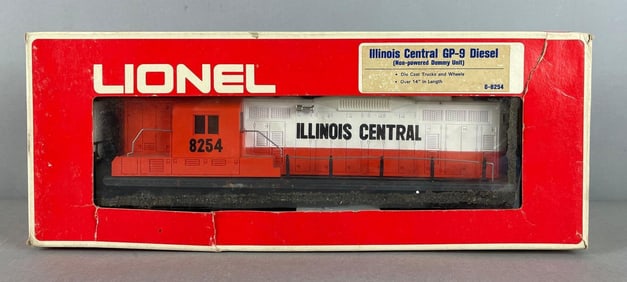 Illinois Central GP-9 Diesel
(Non-powered Dummy Unit)
• Die Cast Trucks and Wheels
• Over 14" in Length
6-8254
LIONEL
8254
ILLINOIS CENTRAL